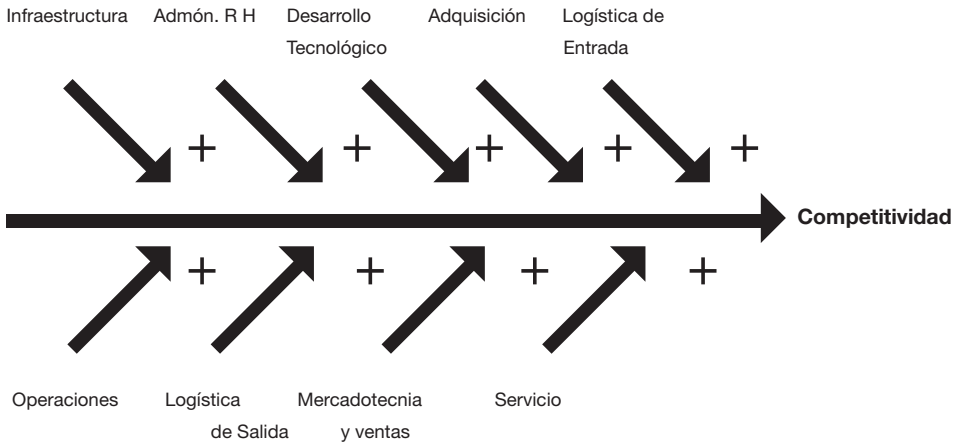 Infraestructura Admón. R H Desarrollo Adquisición Logística de
Tecnológico Entrada
+ + + + +
Competitividad
+ + + +
Operaciones Logística Mercadotecnia Servicio
de Salida y ventas